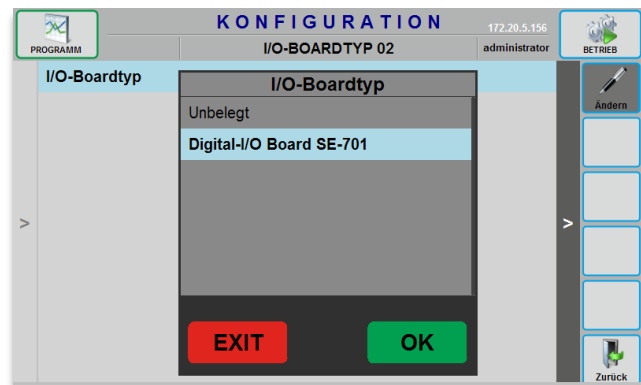 PROGRAMM
KONFIGURATION
I/O-BOARDTYP 02
172.20.5.156
administrator
BETRIEB
I/O-Boardtyp
I/O-Boardtyp
Unbelegt
Digital-I/O Board SE-701
EXIT
OK
>
>
Ändern
Zurück